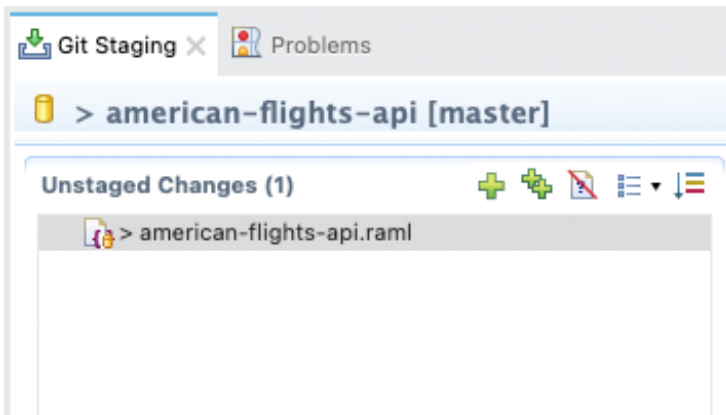 Git Staging Problems
> american-flights-api [master]
Unstaged Changes (1)
> american-flights-api.raml